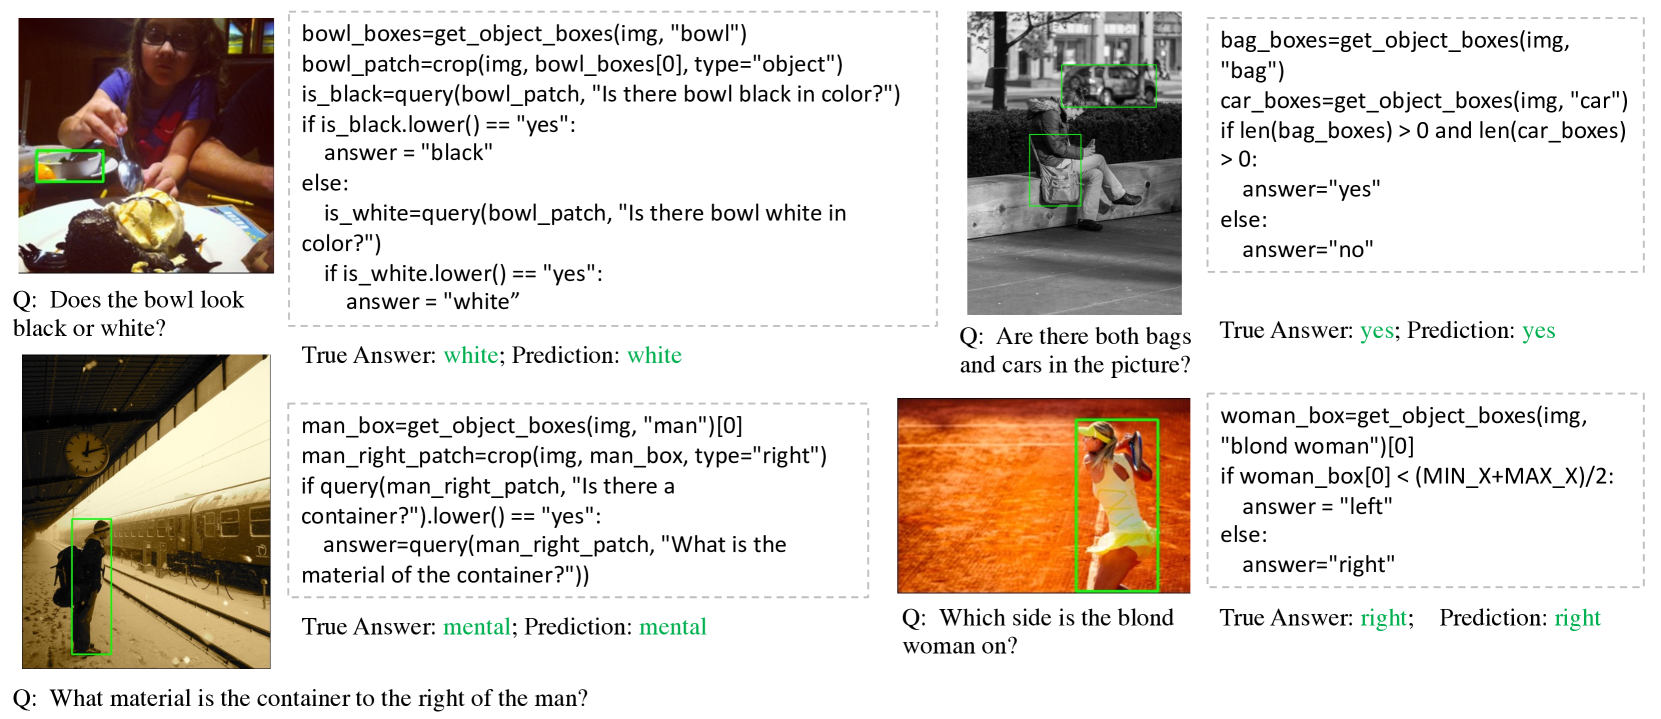 bowl_boxes=get_object_boxes(img, "bowl")
bowl_patch=crop(img, bowl_boxes[0], type="object")
is_black=query(bowl_patch, "Is there bowl black in color?")
if is_black.lower() == "yes":
answer = "black"
else:
is_white=query(bowl_patch, "Is there bowl white in
color?")
if is_white.lower() == "yes":
answer = "white”
Q: Does the bowl look
black or white?
True Answer: white; Prediction: white
bag_boxes=get_object_boxes(img,
"bag")
car_boxes=get_object_boxes(img, "car")
if len(bag_boxes) > 0 and len(car_boxes)
> 0:
answer="yes"
else:
answer="no"
Q: Are there both bags
and cars in the picture?
True Answer: yes; Prediction: yes
man_box=get_object_boxes(img, "man")[0]
man_right_patch=crop(img, man_box, type="right")
if query(man_right_patch, "Is there a
container?").lower() == "yes":
answer=query(man_right_patch, "What is the
material of the container?"))
True Answer: mental; Prediction: mental
Q: What material is the container to the right of the man?
woman_box=get_object_boxes(img,
"blond woman")[0]
if woman_box[0] < (MIN_X+MAX_X)/2:
answer = "left"
else:
answer="right"
Q: Which side is the blond
woman on?
True Answer: right; Prediction: right